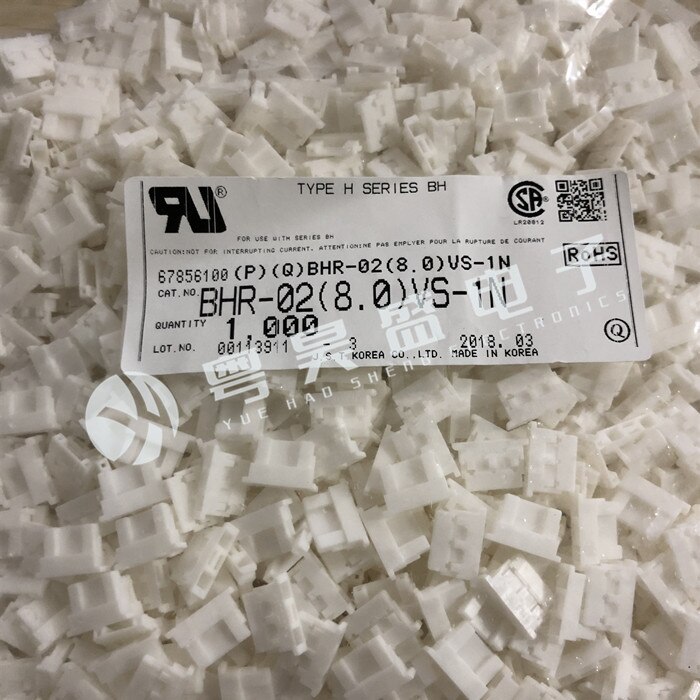 TYPE H SERIES BH
FOR USE WITH SERIES BH
CAUTION:NOT FOR INTERRUPTING CURRENT. ATTENTION:NE PAS EMPLYER POUR LA RUPTURE DE COURANT
LR20812
67856100(P)(Q)BHR-02(8.0)VS-1N
RoHS
CAT.NO. BHR-02(8.0)VS-1N
QUANTITY 1,000
Q
LOT.NO. 00113911 - 3 2018. 03
J.S.T. KOREA CO.,LTD. MADE IN KOREA
粤昊盛电子
YUE HAO SHENG ELECTRONICS